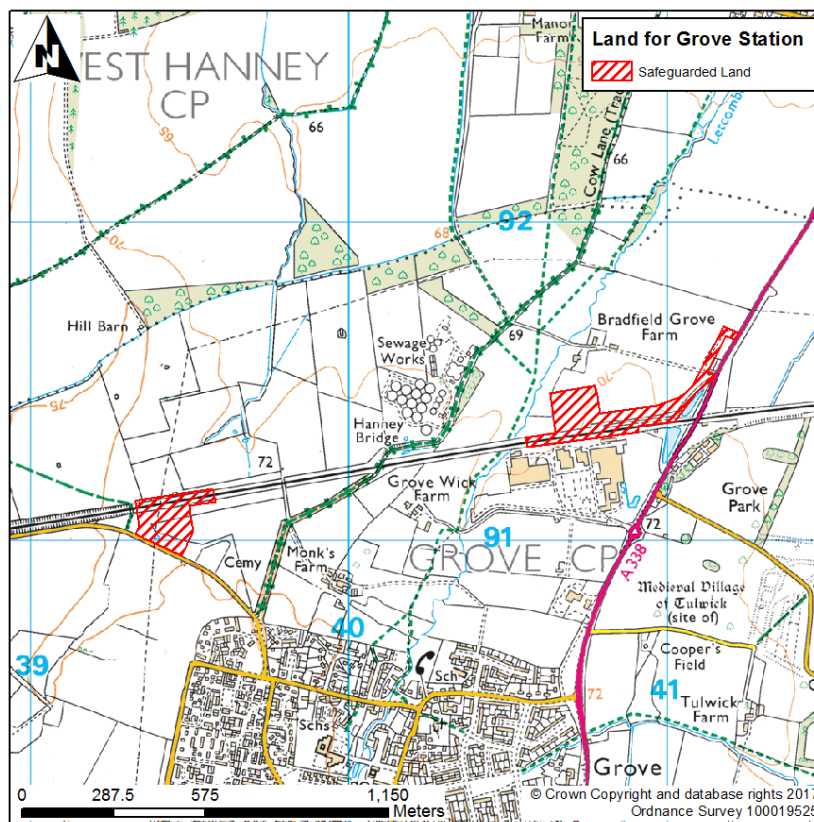 N
EST HANNEY
CP
Manor
Farm
Land for Grove Station
Safeguarded Land
66
65
Cow Lane (Trac
66
Letcombe
70
68
92
Hill Barn
Sewage
Works
69
Bradfield Grove
Farm
75
70
Hanney
Bridge
72
Grove Wick
Farm
Grove
Park
91
72
Cemy
Monk's
Farm
GROVE CP
A338
Medieval Village
of Tulwick
(site of)
40
Cooper's
Field
39
Sch
41
72
Tulwick
Farm
Schs
Grove
0 287.5 575 1,150
Meters
© Crown Copyright and database rights 2017
Ordnance Survey 100019525